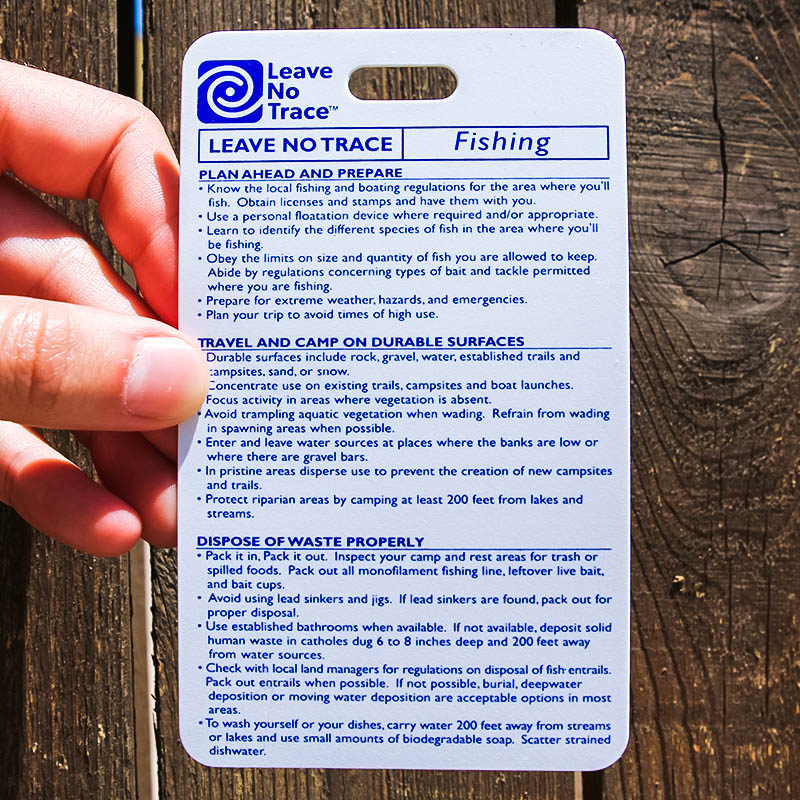 Leave
No
Trace™
LEAVE NO TRACE Fishing
PLAN AHEAD AND PREPARE
• Know the local fishing and boating regulations for the area where you'll
fish. Obtain licenses and stamps and have them with you.
• Use a personal floatation device where required and/or appropriate.
• Learn to identify the different species of fish in the area where you'll
be fishing.
• Obey the limits on size and quantity of fish you are allowed to keep.
Abide by regulations concerning types of bait and tackle permitted
where you are fishing.
• Prepare for extreme weather, hazards, and emergencies.
• Plan your trip to avoid times of high use.
TRAVEL AND CAMP ON DURABLE SURFACES
Durable surfaces include rock, gravel, water, established trails and
campsites, sand, or snow.
Concentrate use on existing trails, campsites and boat launches.
Focus activity in areas where vegetation is absent.
• Avoid trampling aquatic vegetation when wading. Refrain from wading
in spawning areas when possible.
• Enter and leave water sources at places where the banks are low or
where there are gravel bars.
• In pristine areas disperse use to prevent the creation of new campsites
and trails.
• Protect riparian areas by camping at least 200 feet from lakes and
streams.
DISPOSE OF WASTE PROPERLY
• Pack it in, Pack it out. Inspect your camp and rest areas for trash or
spilled foods. Pack out all monofilament fishing line, leftover live bait,
and bait cups.
• Avoid using lead sinkers and jigs. If lead sinkers are found, pack out for
proper disposal.
• Use established bathrooms when available. If not available, deposit solid
human waste in catholes dug 6 to 8 inches deep and 200 feet away
from water sources.
• Check with local land managers for regulations on disposal of fish entrails.
Pack out entrails when possible. If not possible, burial, deepwater
deposition or moving water deposition are acceptable options in most
areas.
• To wash yourself or your dishes, carry water 200 feet away from streams
or lakes and use small amounts of biodegradable soap. Scatter strained
dishwater.